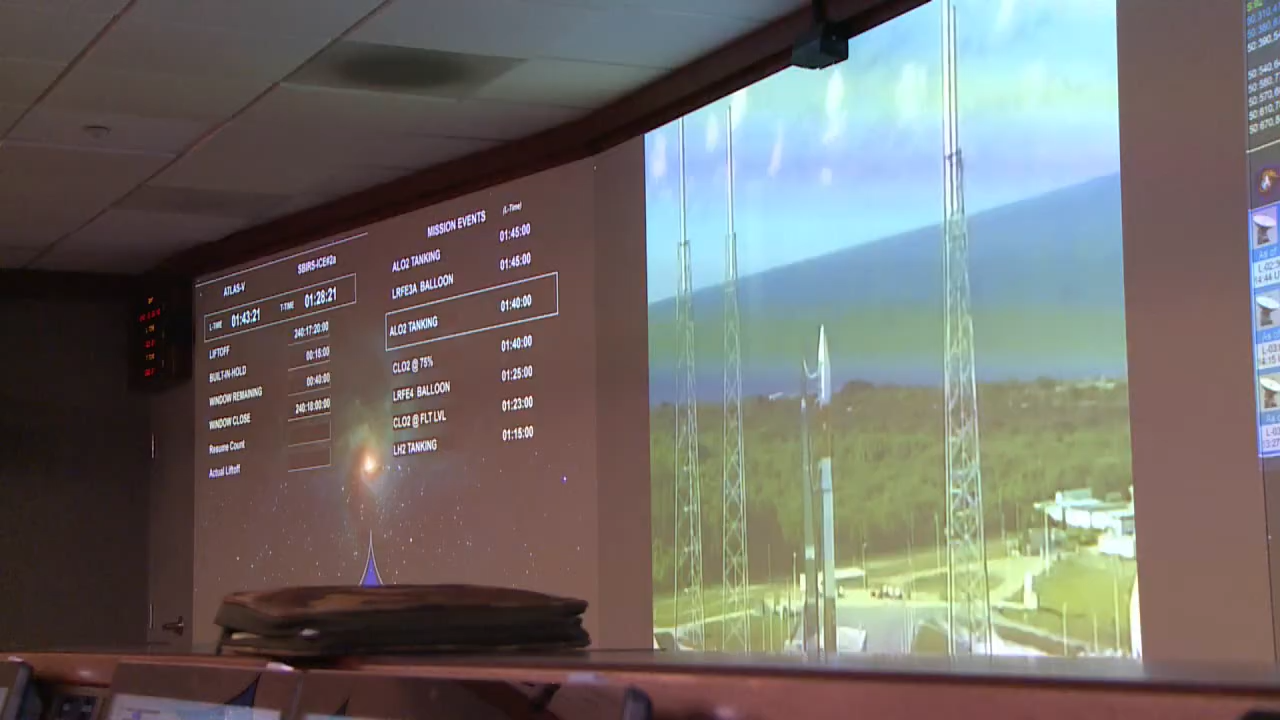 ATLAS-V SBIRS-ICE#2a
L-TIME 01:43:21 T-TIME 01:28:21
LIFTOFF 240:17:20:00
BUILT-IN-HOLD 00:15:00
WINDOW REMAINING 00:40:00
WINDOW CLOSE 240:18:00:00
Resume Count
Actual Liftoff
MISSION EVENTS (L-Time)
ALO2 TANKING 01:45:00
LRFE3A BALLOON 01:45:00
ALO2 TANKING 01:40:00
CLO2 @ 75% 01:40:00
LRFE4 BALLOON 01:25:00
CLO2 @ FLT LVL 01:23:00
LH2 TANKING 01:15:00